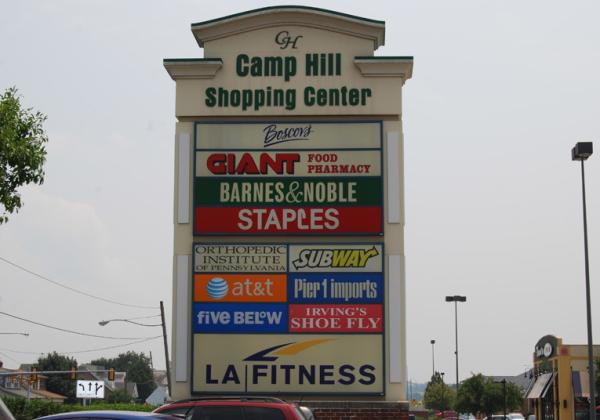 CH
Camp Hill
Shopping Center
Boscov's
GIANT FOOD
PHARMACY
BARNES&NOBLE
STAPLES
ORTHOPEDIC
INSTITUTE
OF PENNSYLVANIA
SUBWAY
at&t
Pier 1 imports
five BELOW
IRVING'S
SHOE FLY
LA FITNESS